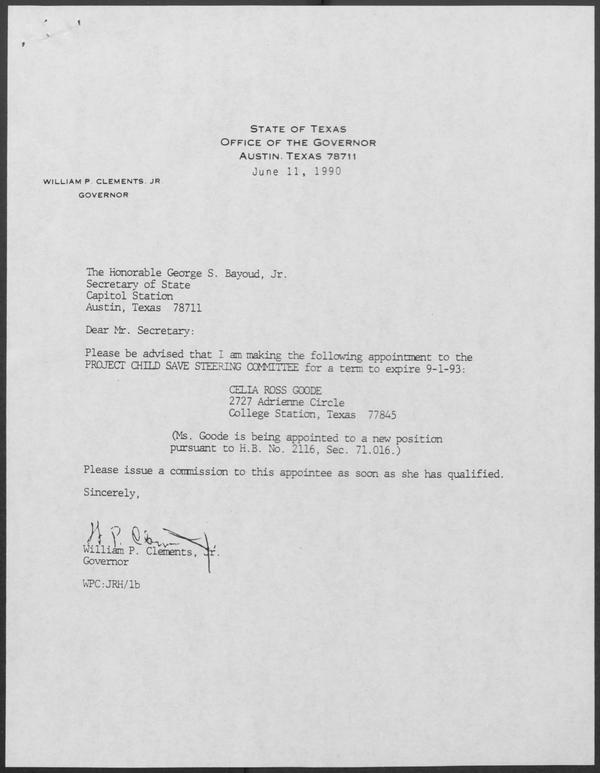 STATE OF TEXAS
OFFICE OF THE GOVERNOR
AUSTIN, TEXAS 78711
June 11, 1990
WILLIAM P. CLEMENTS, JR.
GOVERNOR
The Honorable George S. Bayoud, Jr.
Secretary of State
Capitol Station
Austin, Texas 78711
Dear Mr. Secretary:
Please be advised that I am making the following appointment to the
PROJECT CHILD SAVE STEERING COMMITTEE for a term to expire 9-1-93:
CELIA ROSS GOODE
2727 Adrienne Circle
College Station, Texas 77845
(Ms. Goode is being appointed to a new position
pursuant to H.B. No. 2116, Sec. 71.016.)
Please issue a commission to this appointee as soon as she has qualified.
Sincerely,
William P. Clements, Jr.
Governor
WPC:JRH/lb